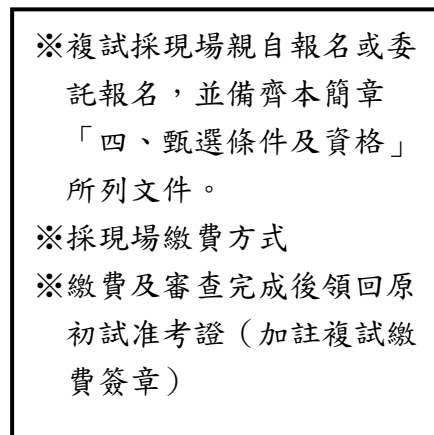 ※複試採現場親自報名或委
託報名，並備齊本簡章
「四、甄選條件及資格」
所列文件。
※採現場繳費方式
※繳費及審查完成後領回原
初試准考證（加註複試繳
費簽章）